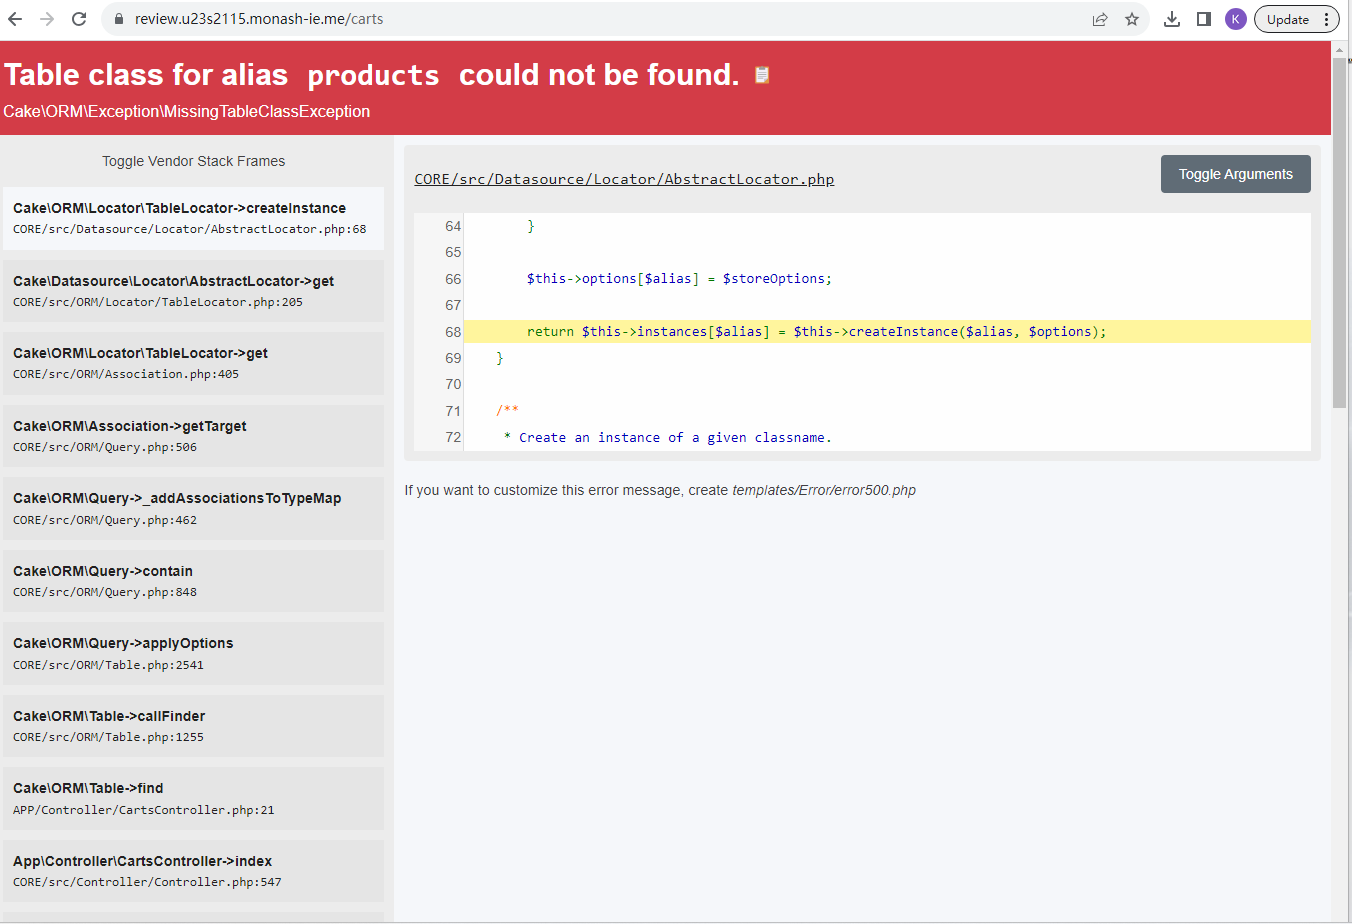 review.u23s2115.monash-ie.me/carts
K
Update
Table class for alias products could not be found.
Cake\ORM\Exception\MissingTableClassException
Toggle Vendor Stack Frames
Cake\ORM\Locator\TableLocator->createInstance
CORE/src/Datasource/Locator/AbstractLocator.php:68
Cake\Datasource\Locator\AbstractLocator->get
CORE/src/ORM/Locator/TableLocator.php:205
Cake\ORM\Locator\TableLocator->get
CORE/src/ORM/Association.php:405
Cake\ORM\Association->getTarget
CORE/src/ORM/Query.php:506
Cake\ORM\Query->_addAssociationsToTypeMap
CORE/src/ORM/Query.php:462
Cake\ORM\Query->contain
CORE/src/ORM/Query.php:848
Cake\ORM\Query->applyOptions
CORE/src/ORM/Table.php:2541
Cake\ORM\Table->callFinder
CORE/src/ORM/Table.php:1255
Cake\ORM\Table->find
APP/Controller/CartsController.php:21
App\Controller\CartsController->index
CORE/src/Controller/Controller.php:547
CORE/src/Datasource/Locator/AbstractLocator.php
Toggle Arguments
64 }
65
66 $this->options[$alias] = $storeOptions;
67
68 return $this->instances[$alias] = $this->createInstance($alias, $options);
69 }
70
71 /**
72 * Create an instance of a given classname.
If you want to customize this error message, create templates/Error/error500.php